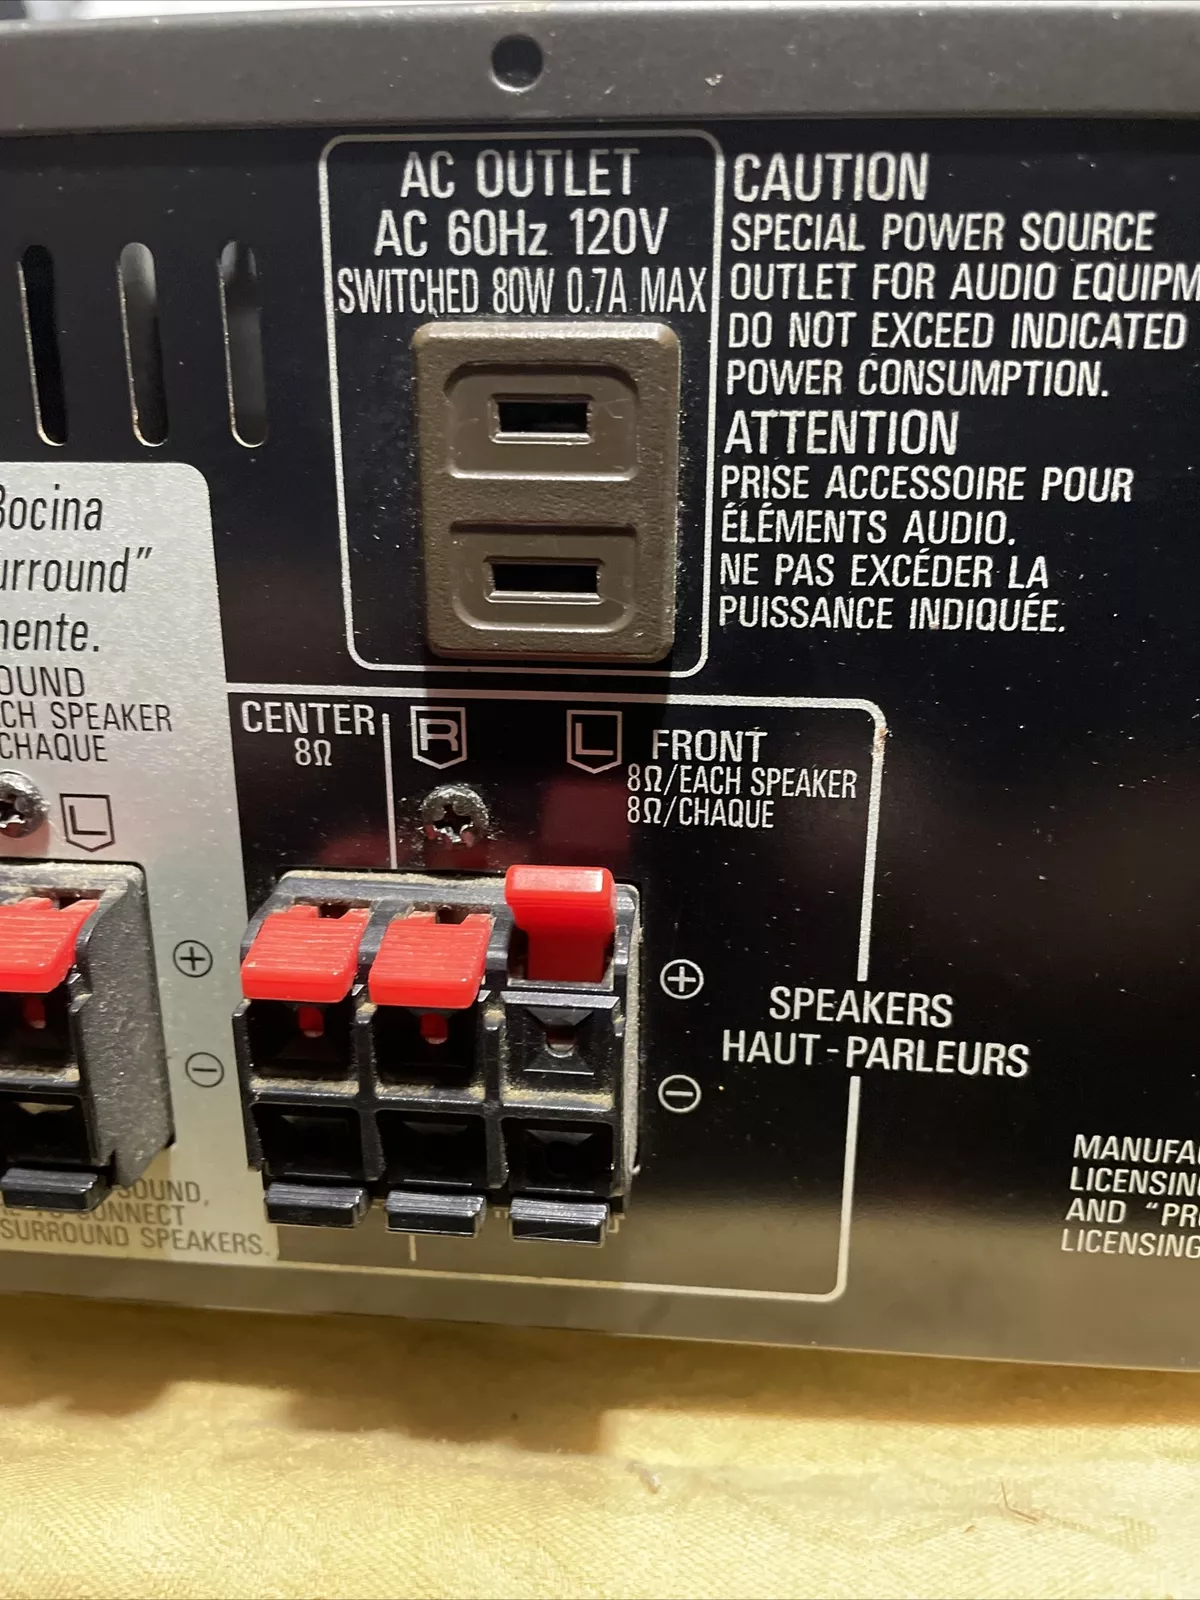 AC OUTLET
AC 60Hz 120V
SWITCHED 80W 0.7A MAX
CAUTION
SPECIAL POWER SOURCE
OUTLET FOR AUDIO EQUIPM
DO NOT EXCEED INDICATED
POWER CONSUMPTION.
ATTENTION
PRISE ACCESSOIRE POUR
ÉLÉMENTS AUDIO.
NE PAS EXCÉDER LA
PUISSANCE INDIQUÉE.
Bocina
urround”
mente.
OUND
CH SPEAKER
CHAQUE
L
CENTER
8Ω
R
L
FRONT
8Ω/EACH SPEAKER
8Ω/CHAQUE
+
−
+
−
SPEAKERS
HAUT-PARLEURS
SOUND,
CONNECT
SURROUND SPEAKERS.
MANUFA
LICENSING
AND “PR
LICENSING